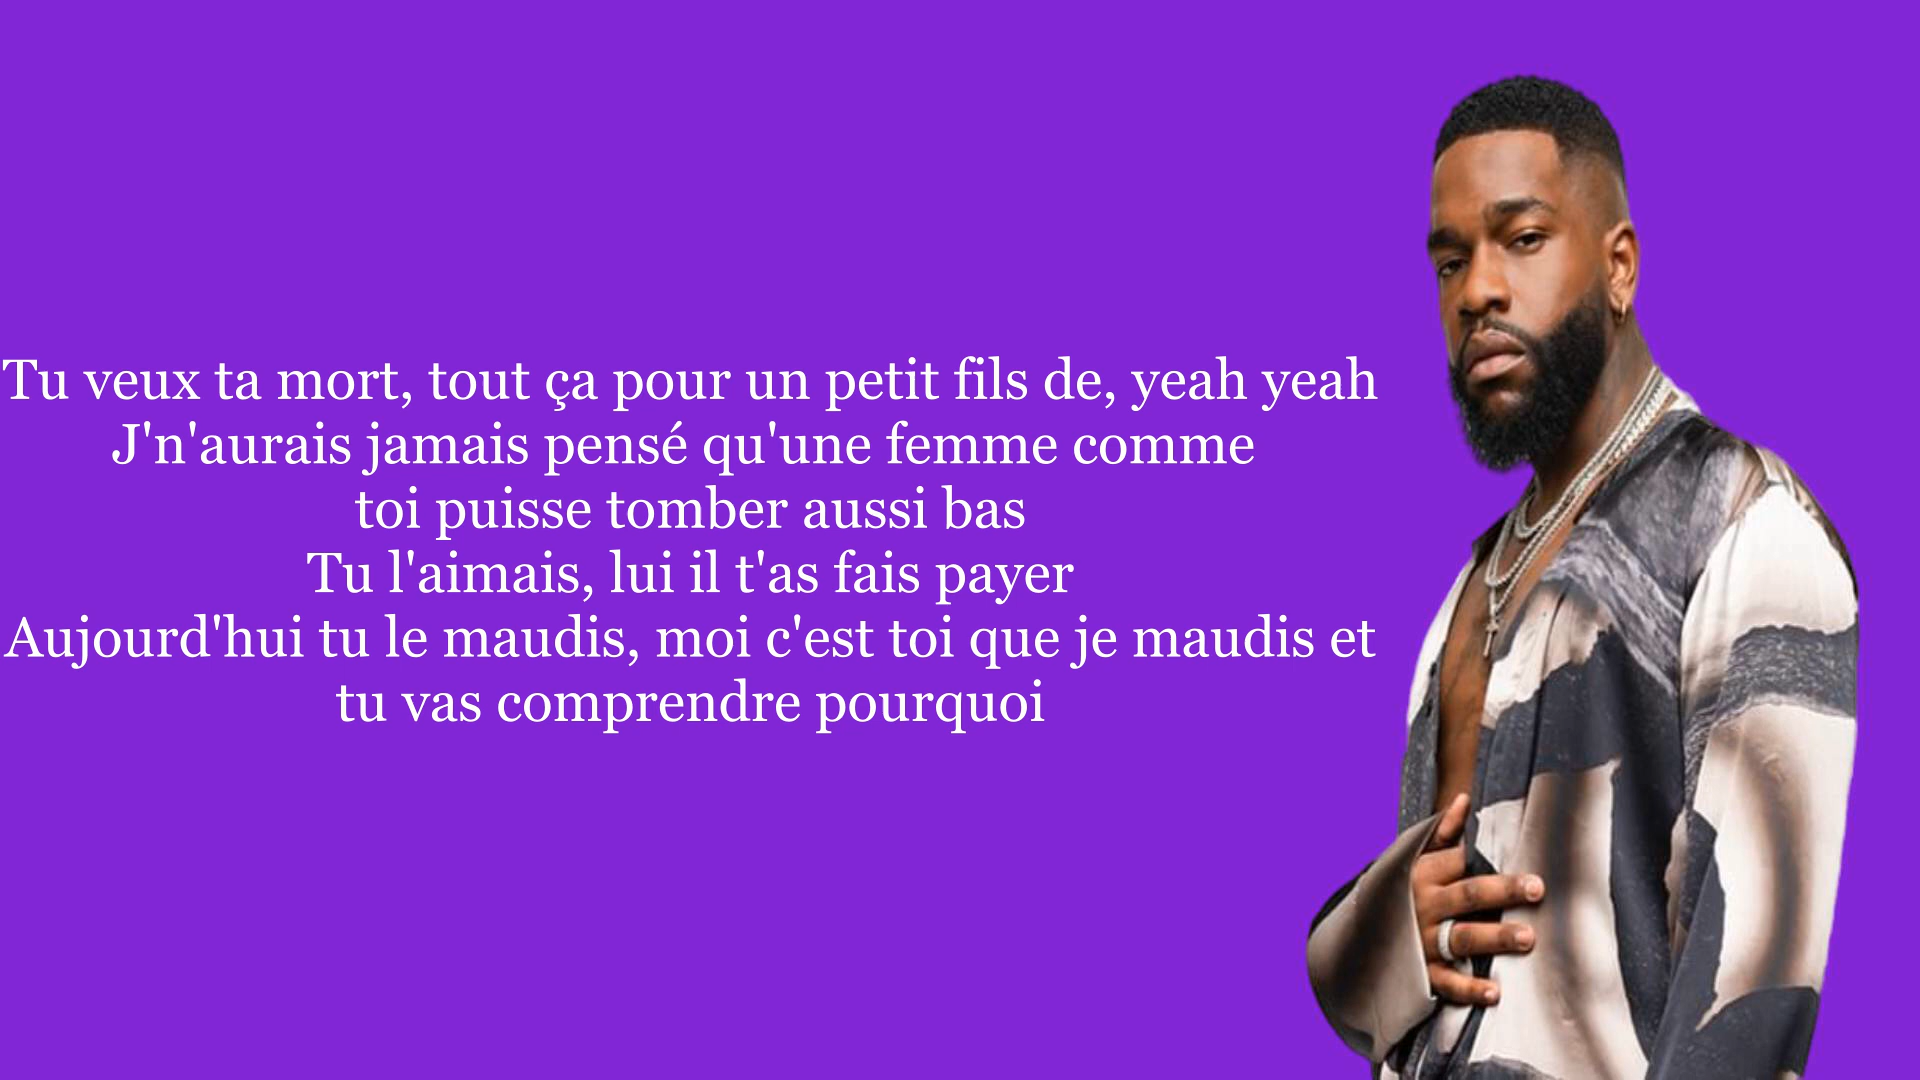 Tu veux ta mort, tout ça pour un petit fils de, yeah yeah
J'n'aurais jamais pensé qu'une femme comme
toi puisse tomber aussi bas
Tu l'aimais, lui il t'as fais payer
Aujourd'hui tu le maudis, moi c'est toi que je maudis et
tu vas comprendre pourquoi